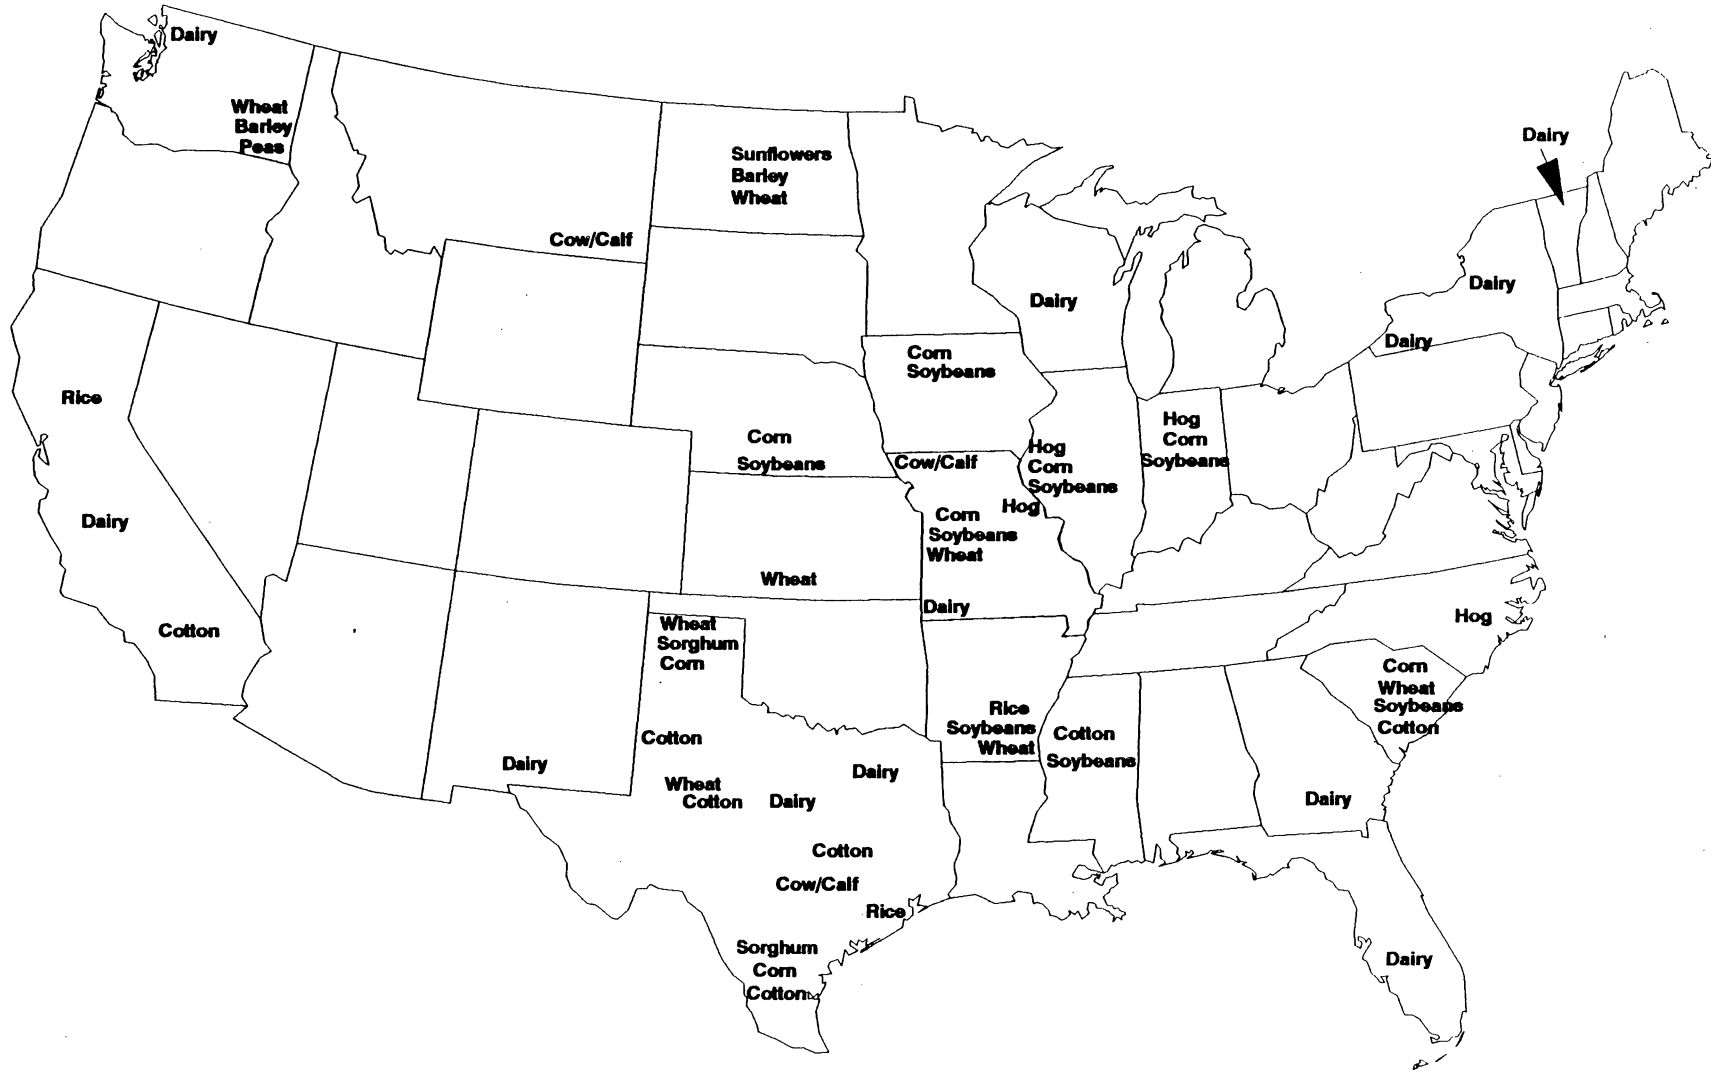 Dairy
Wheat
Barley
Peas
Sunflowers
Barley
Wheat
Cow/Calf
Dairy
Dairy
Dairy
Dairy
Corn
Soybeans
Rice
Corn
Soybeans
Cow/Calf
Hog
Corn
Soybeans
Hog
Corn
Soybeans
Hog
Corn
Soybeans
Wheat
Dairy
Wheat
Dairy
Cotton
Wheat
Sorghum
Corn
Hog
Corn
Wheat
Soybeans
Cotton
Rice
Soybeans
Wheat
Cotton
Soybeans
Cotton
Dairy
Wheat
Cotton
Dairy
Dairy
Dairy
Cotton
Cow/Calf
Rice
Sorghum
Corn
Cotton
Dairy